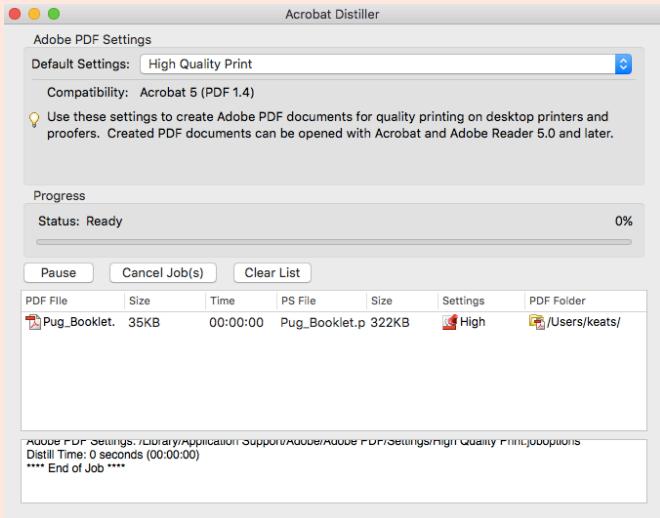 Acrobat Distiller
Adobe PDF Settings
Default Settings: High Quality Print
Compatibility: Acrobat 5 (PDF 1.4)
Use these settings to create Adobe PDF documents for quality printing on desktop printers and
proofers. Created PDF documents can be opened with Acrobat and Adobe Reader 5.0 and later.
Progress
Status: Ready 0%
Pause Cancel Job(s) Clear List
PDF File Size Time PS File Size Settings PDF Folder
Pug_Booklet. 35KB 00:00:00 Pug_Booklet.p 322KB High /Users/keats/
Adobe PDF Settings: /Library/Application Support/Adobe/Adobe PDF/Settings/High Quality Print.joboptions
Distill Time: 0 seconds (00:00:00)
**** End of Job ****